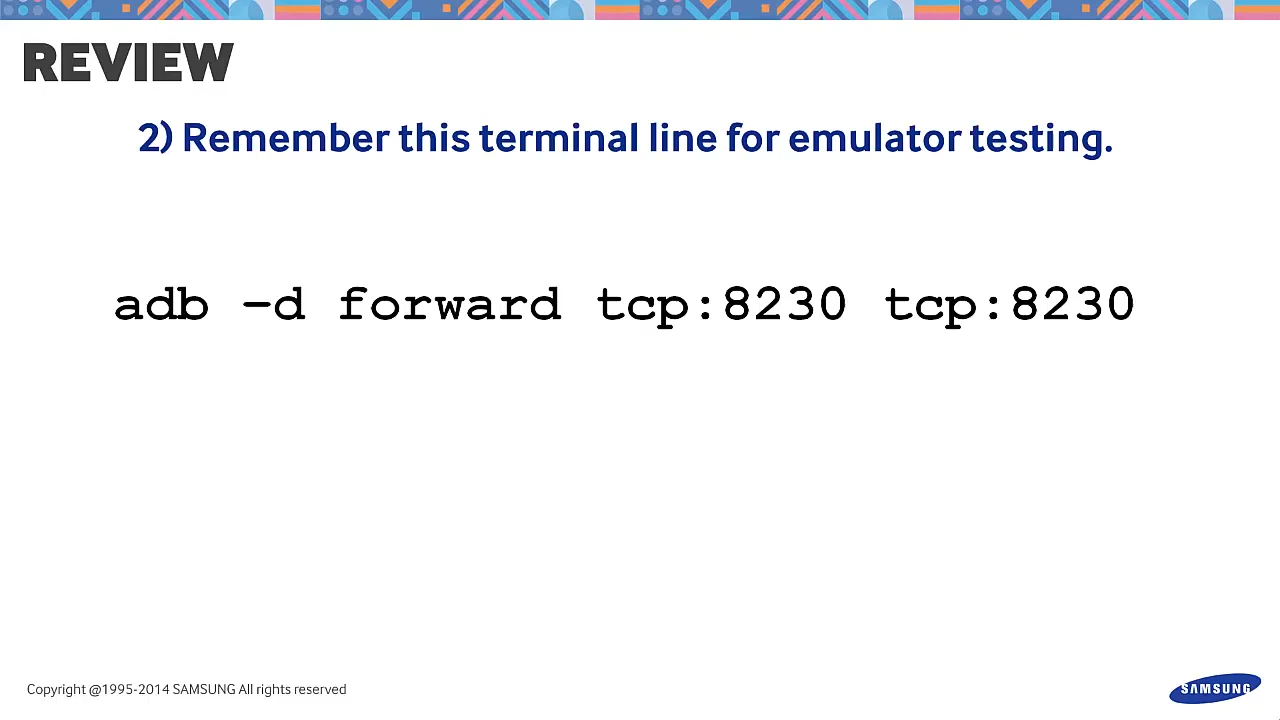 REVIEW
2) Remember this terminal line for emulator testing.
adb –d forward tcp:8230 tcp:8230
Copyright @1995-2014 SAMSUNG All rights reserved
SAMSUNG